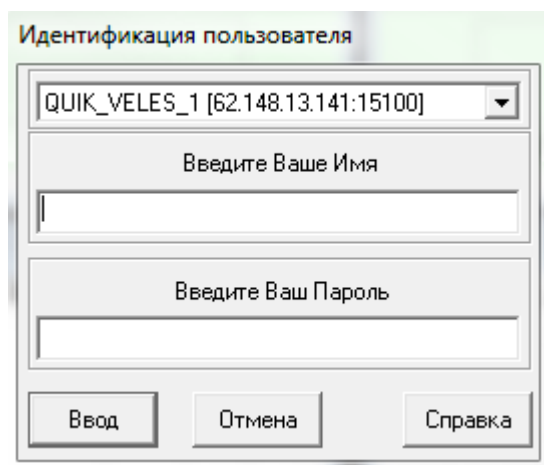 Идентификация пользователя
QUIK_VELES_1 [62.148.13.141:15100]
Введите Ваше Имя
Введите Ваш Пароль
Ввод Отмена Справка